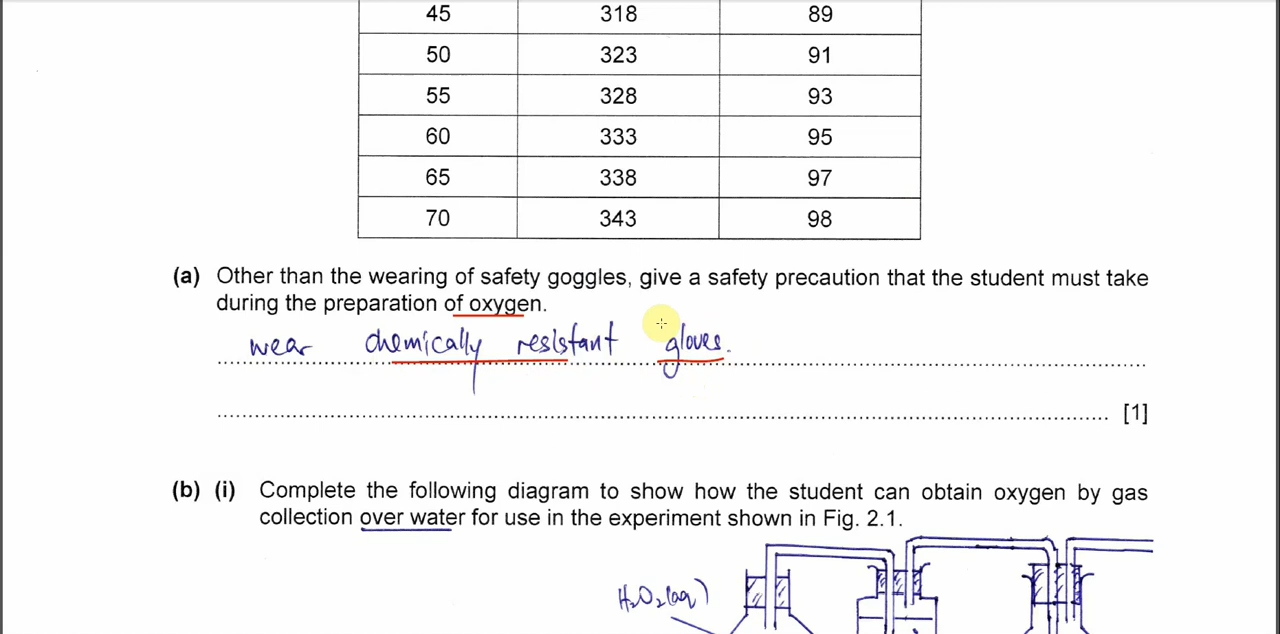 45 318 89
50 323 91
55 328 93
60 333 95
65 338 97
70 343 98
(a) Other than the wearing of safety goggles, give a safety precaution that the student must take
during the preparation of oxygen.
wear chemically resistant gloves.
[1]
(b) (i) Complete the following diagram to show how the student can obtain oxygen by gas
collection over water for use in the experiment shown in Fig. 2.1.
H₂O₂(aq)